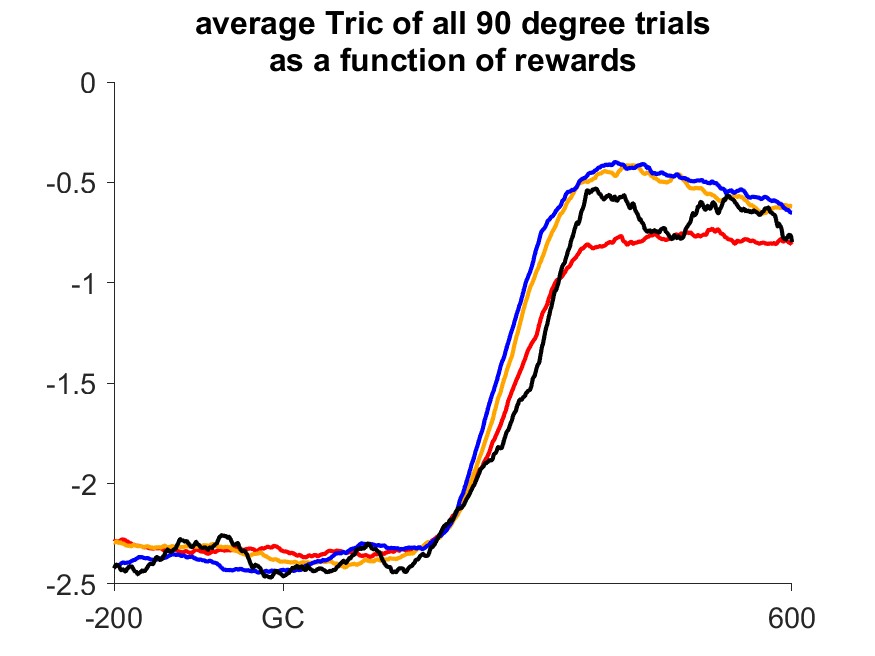 average Tric of all 90 degree trials
as a function of rewards
0
-0.5
-1
-1.5
-2
-2.5
-200 GC 600